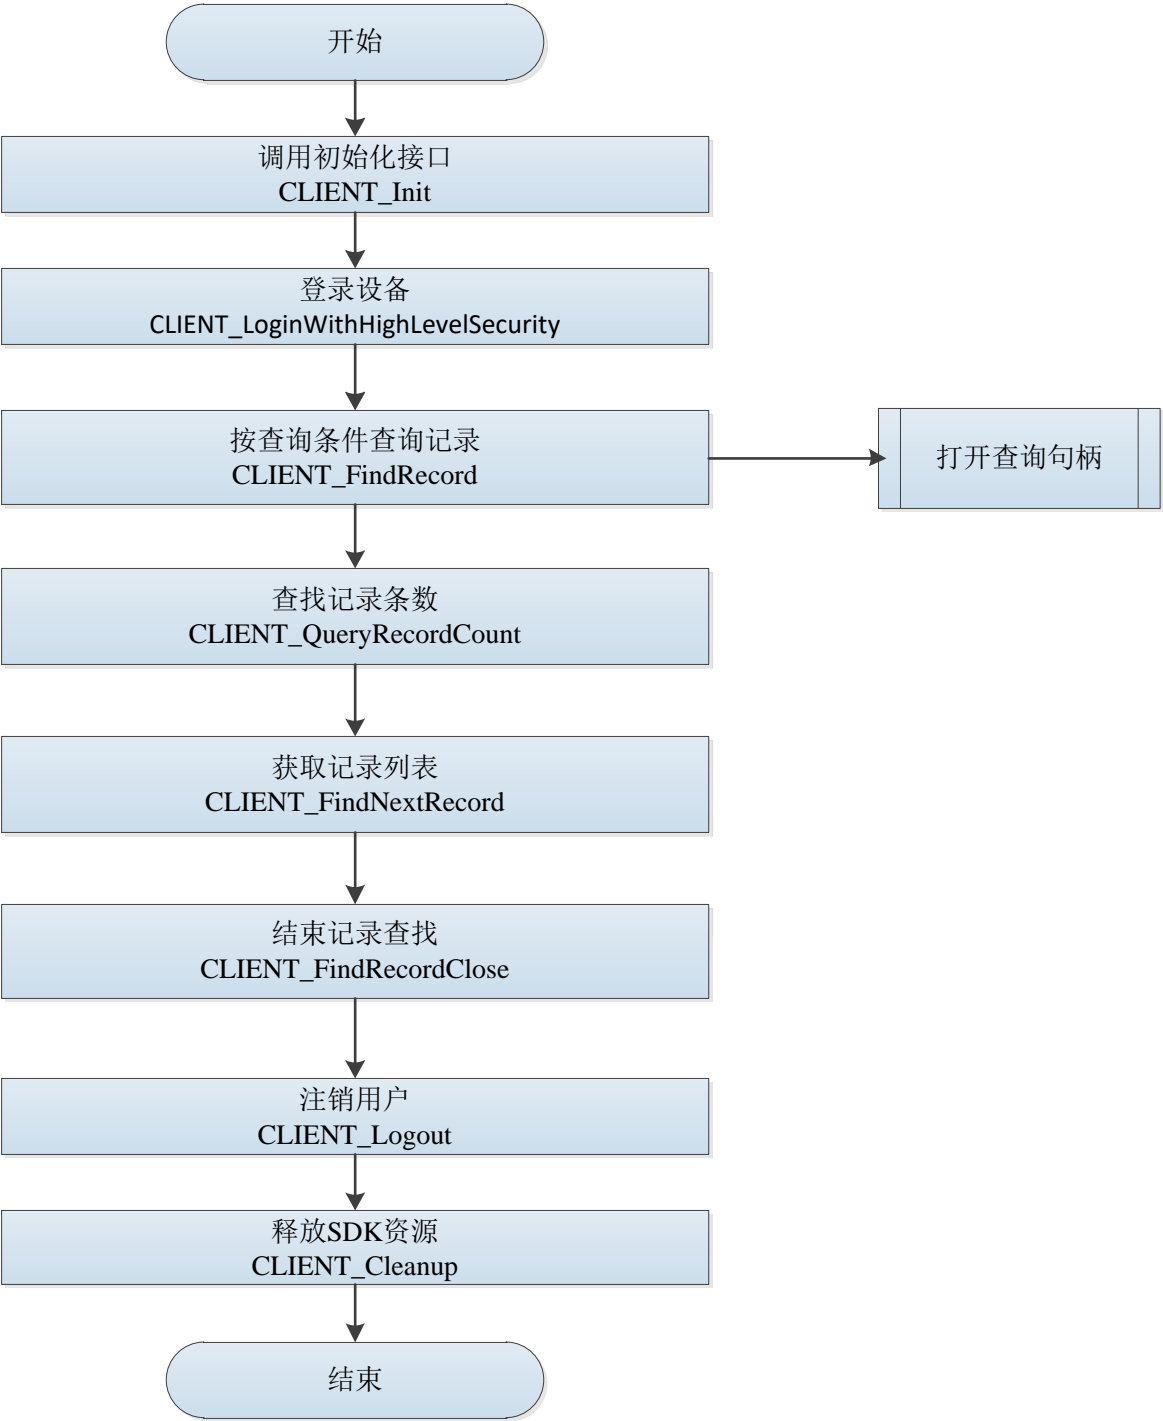 开始
调用初始化接口
CLIENT_Init
登录设备
CLIENT_LoginWithHighLevelSecurity
按查询条件查询记录
CLIENT_FindRecord
打开查询句柄
查找记录条数
CLIENT_QueryRecordCount
获取记录列表
CLIENT_FindNextRecord
结束记录查找
CLIENT_FindRecordClose
注销用户
CLIENT_Logout
释放SDK资源
CLIENT_Cleanup
结束